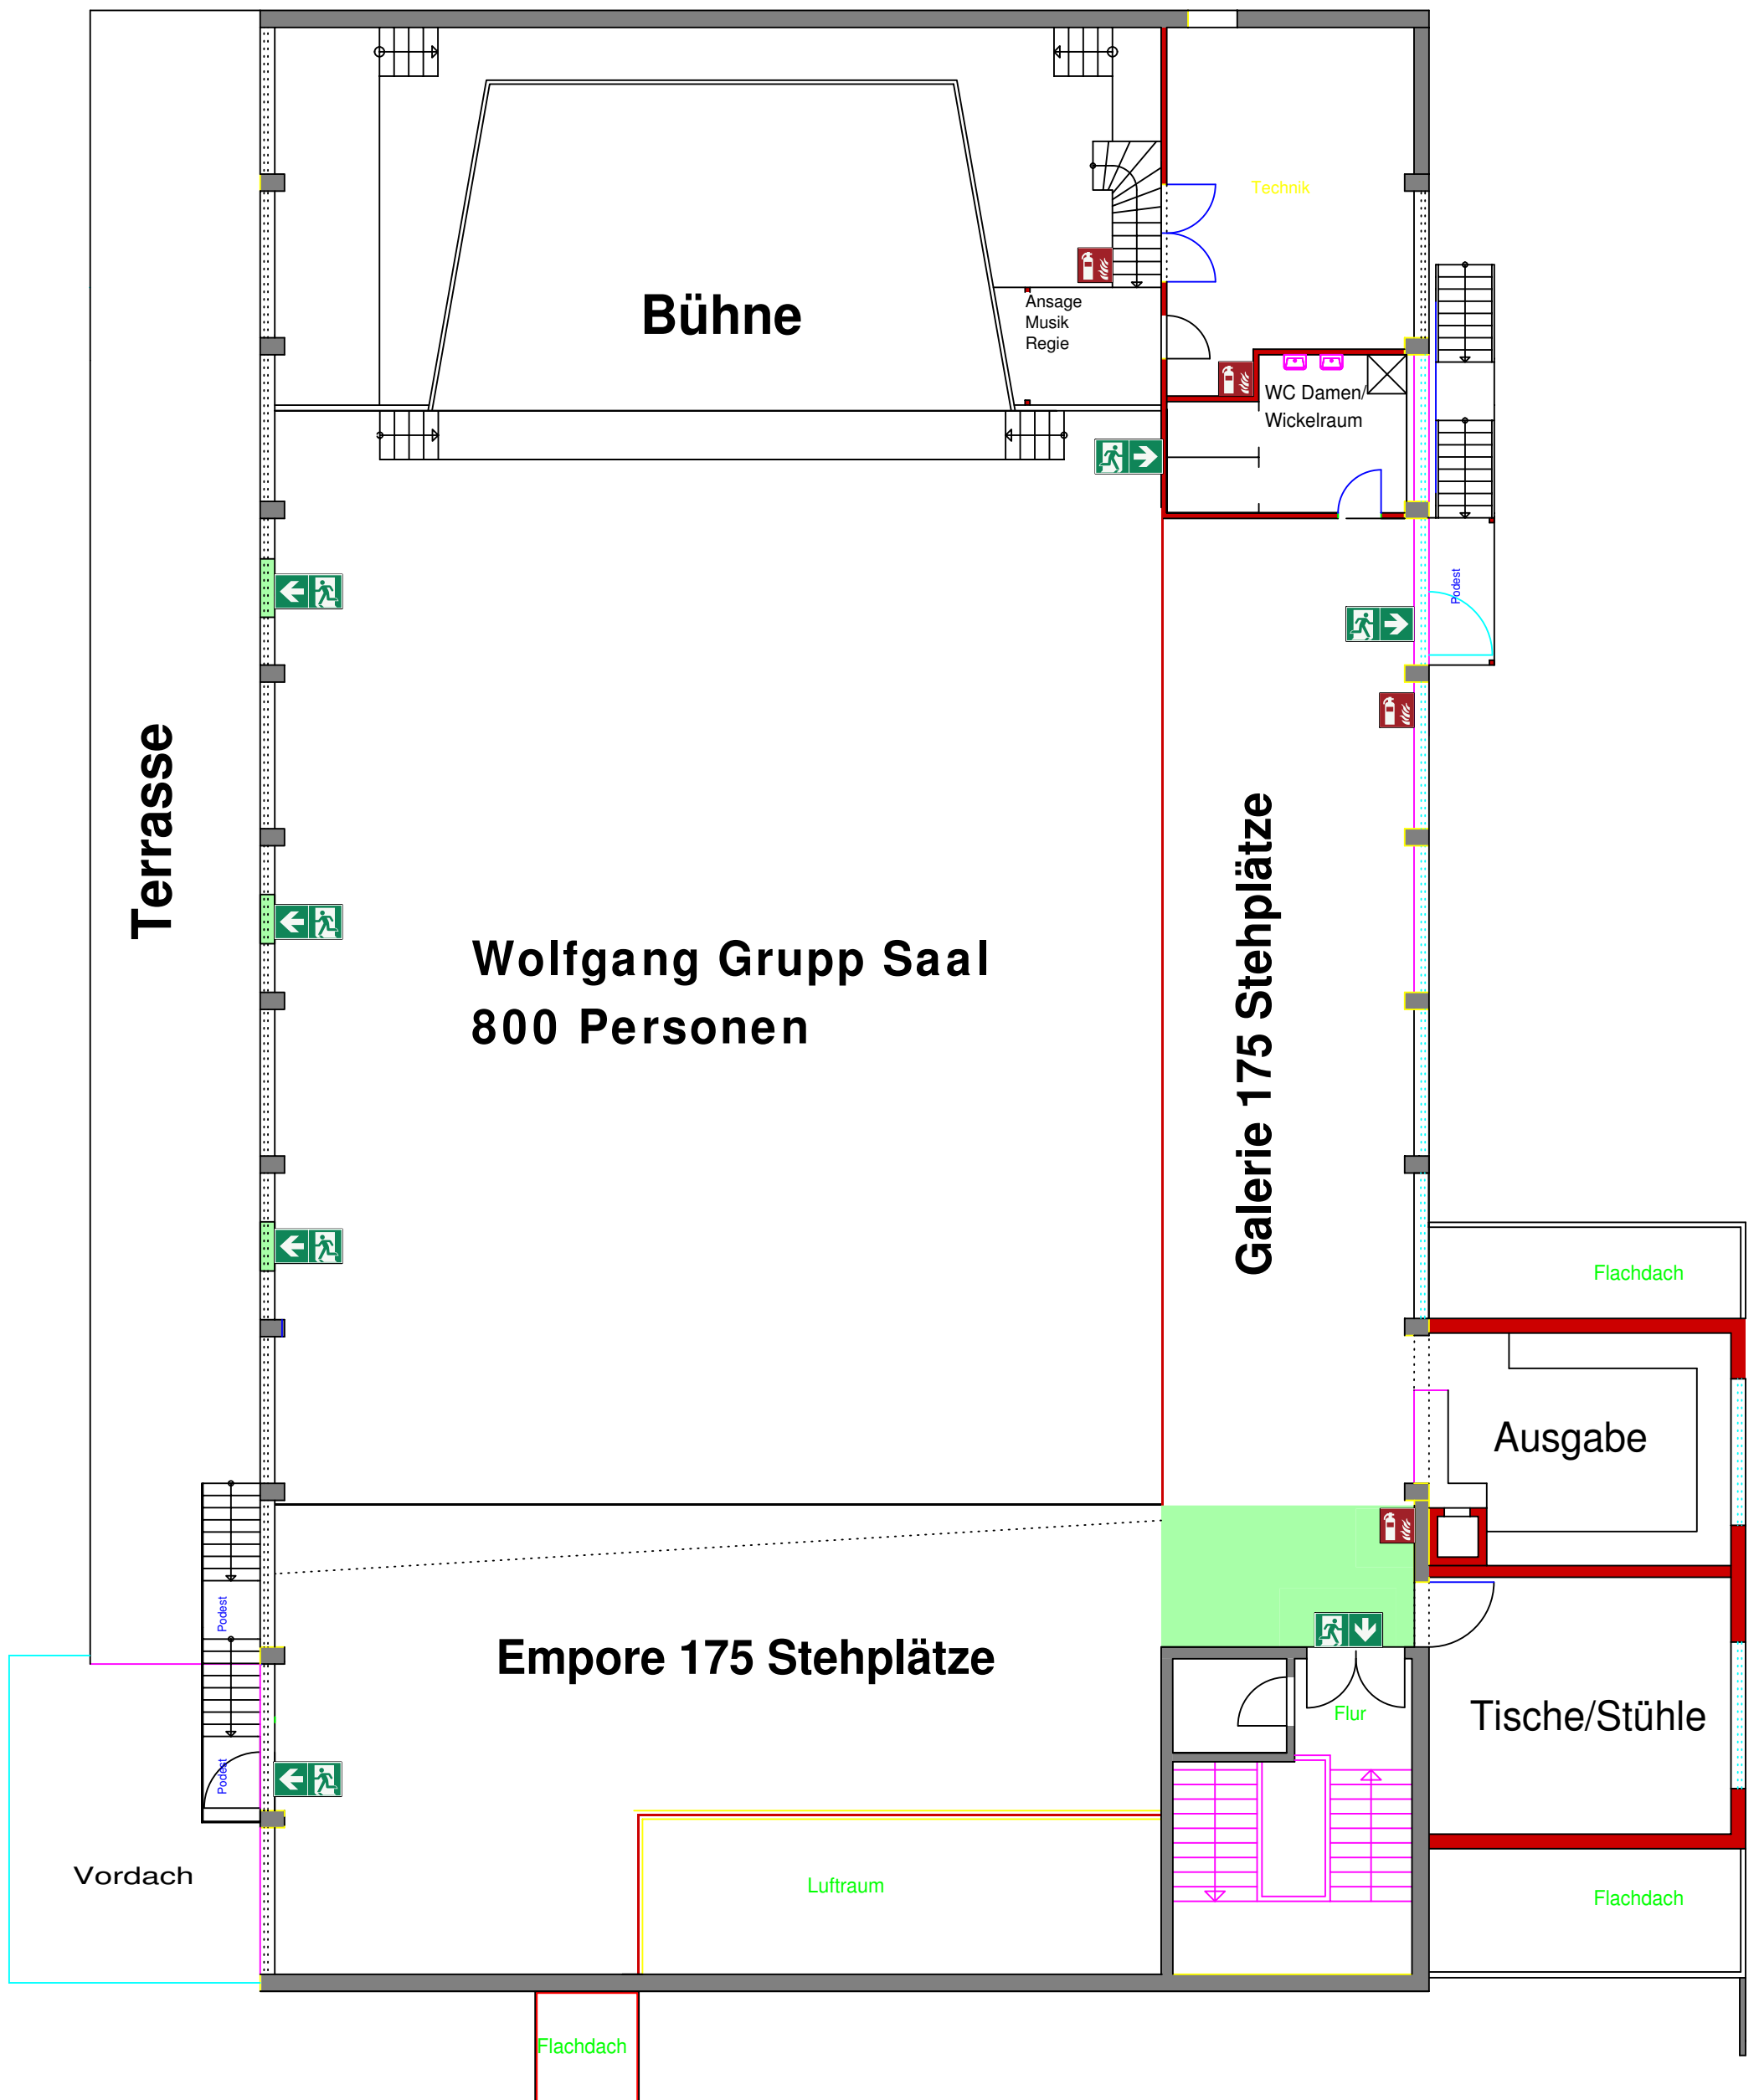 Technik
Bühne
Ansage
Musik
Regie
WC Damen/
Wickelraum
Podest
Terrasse
Wolfgang Grupp Saal
800 Personen
Galerie 175 Stehplätze
Flachdach
Ausgabe
Podest
Empore 175 Stehplätze
Flur
Tische/Stühle
Podest
Vordach
Luftraum
Flachdach
Flachdach